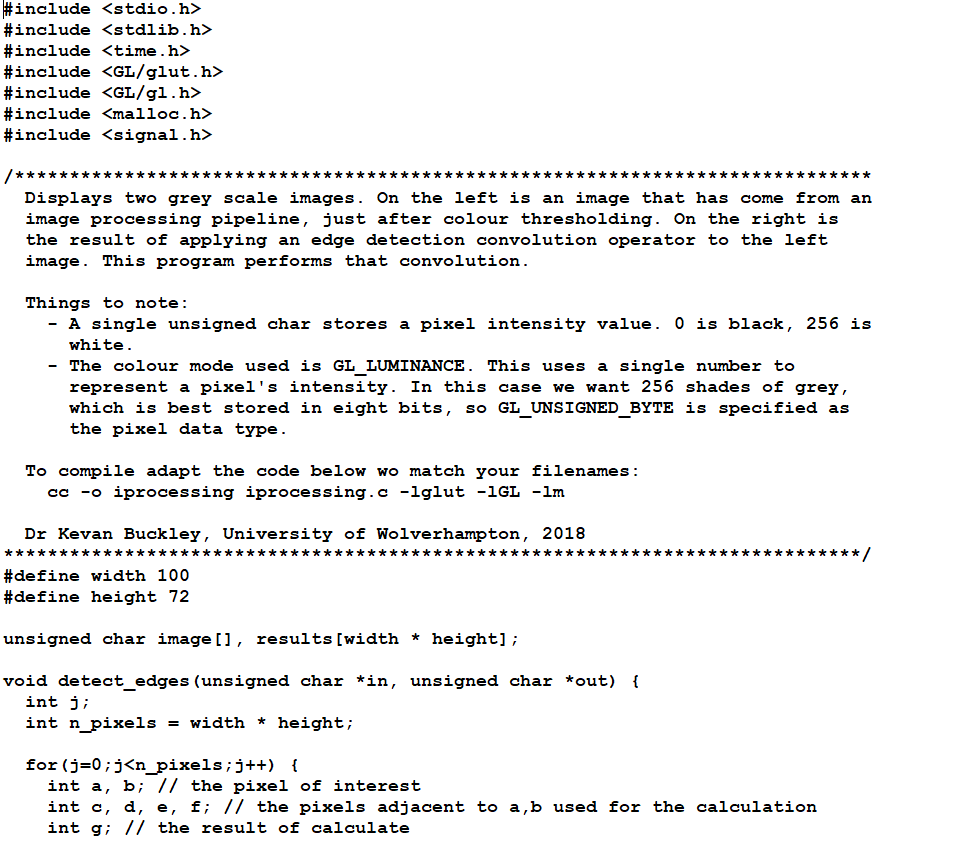 #include <stdio.h>
#include <stdlib.h>
#include <time.h>
#include <GL/glut.h>
#include <GL/gl.h>
#include <malloc.h>
#include <signal.h>
/******************************************************************************
Displays two grey scale images. On the left is an image that has come from an
image processing pipeline, just after colour thresholding. On the right is
the result of applying an edge detection convolution operator to the left
image. This program performs that convolution.
Things to note:
- A single unsigned char stores a pixel intensity value. 0 is black, 256 is
white.
- The colour mode used is GL_LUMINANCE. This uses a single number to
represent a pixel's intensity. In this case we want 256 shades of grey,
which is best stored in eight bits, so GL_UNSIGNED_BYTE is specified as
the pixel data type.
To compile adapt the code below wo match your filenames:
cc -o iprocessing iprocessing.c -lglut -lGL -lm
Dr Kevan Buckley, University of Wolverhampton, 2018
******************************************************************************/
#define width 100
#define height 72
unsigned char image[], results[width * height];
void detect_edges(unsigned char *in, unsigned char *out) {
int j;
int n_pixels = width * height;
for(j=0;j<n_pixels;j++) {
int a, b; // the pixel of interest
int c, d, e, f; // the pixels adjacent to a,b used for the calculation
int g; // the result of calculate